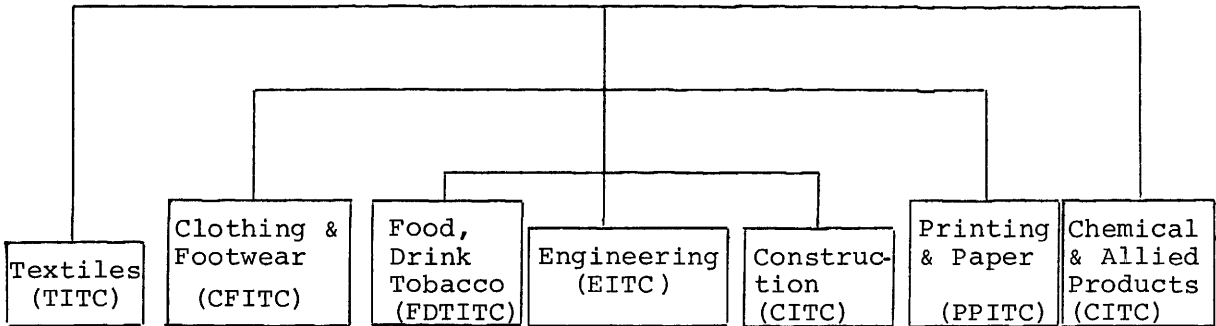 Textiles
(TITC)
Clothing &
Footwear
(CFITC)
Food,
Drink
Tobacco
(FDTITC)
Engineering
(EITC)
Construc-
tion
(CITC)
Printing
& Paper
(PPITC)
Chemical
& Allied
Products
(CITC)